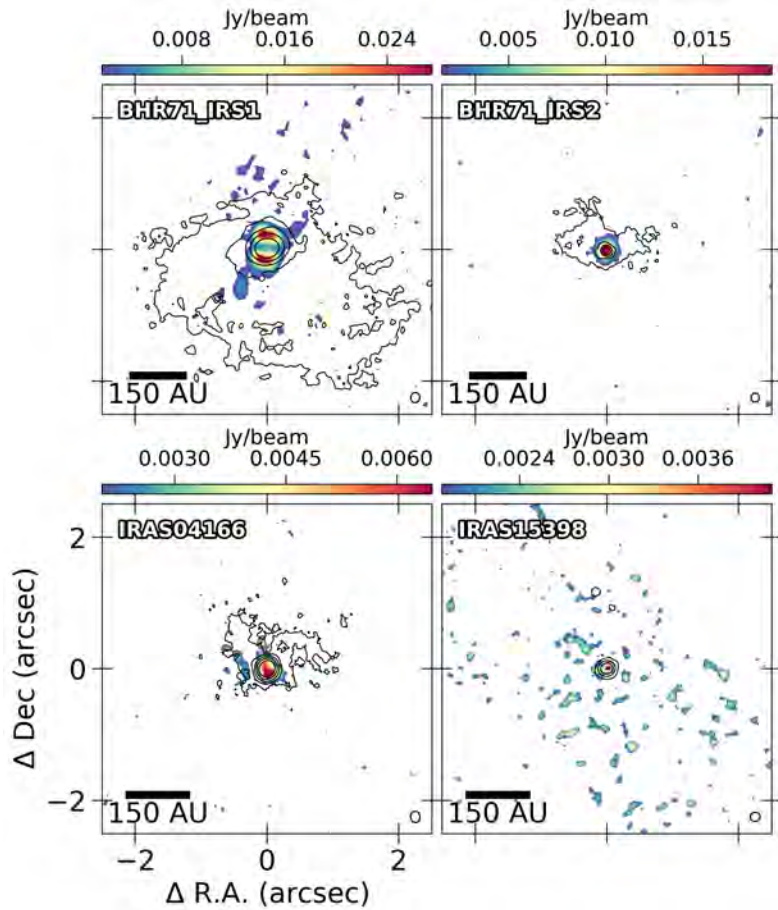 Jy/beam Jy/beam
0.008 0.016 0.024 0.005 0.010 0.015
BHR71_IRS1 BHR71_IRS2
150 AU 150 AU
Jy/beam Jy/beam
0.0030 0.0045 0.0060 0.0024 0.0030 0.0036
IRAS04166 IRAS15398
2
0
−2
Δ Dec (arcsec)
150 AU 150 AU
−2 0 2
Δ R.A. (arcsec)